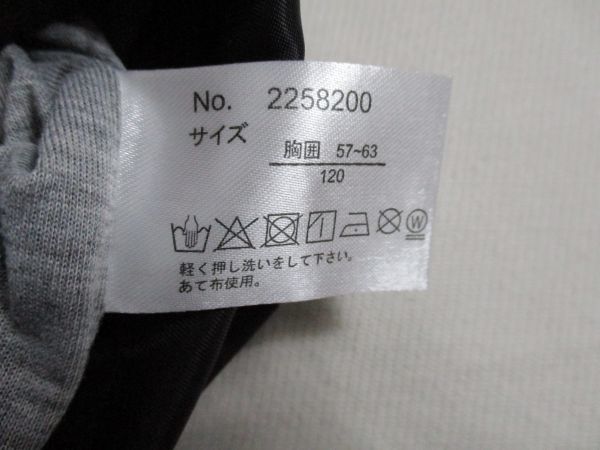 No. 2258200
サイズ
胸囲 57~63
120
W
軽く押し洗いをして下さい。
あて布使用。